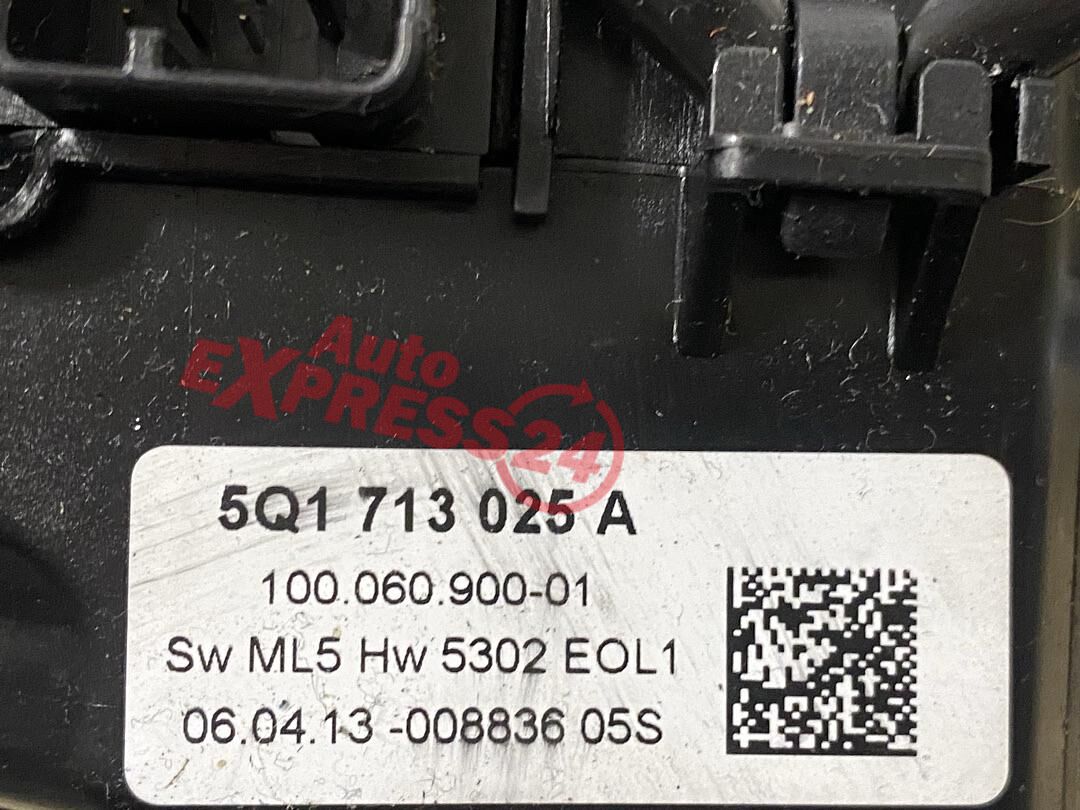 Auto
EXPRESS24
5Q1 713 025 A
100.060.900-01
Sw ML5 Hw 5302 EOL1
06.04.13 -008836 05S